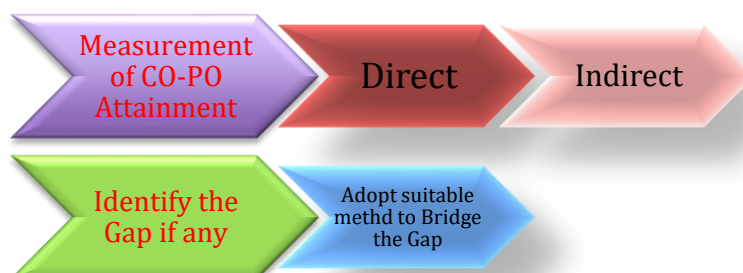 Measurement
of CO-PO
Attainment
Direct
Indirect
Identify the
Gap if any
Adopt suitable
methd to Bridge
the Gap